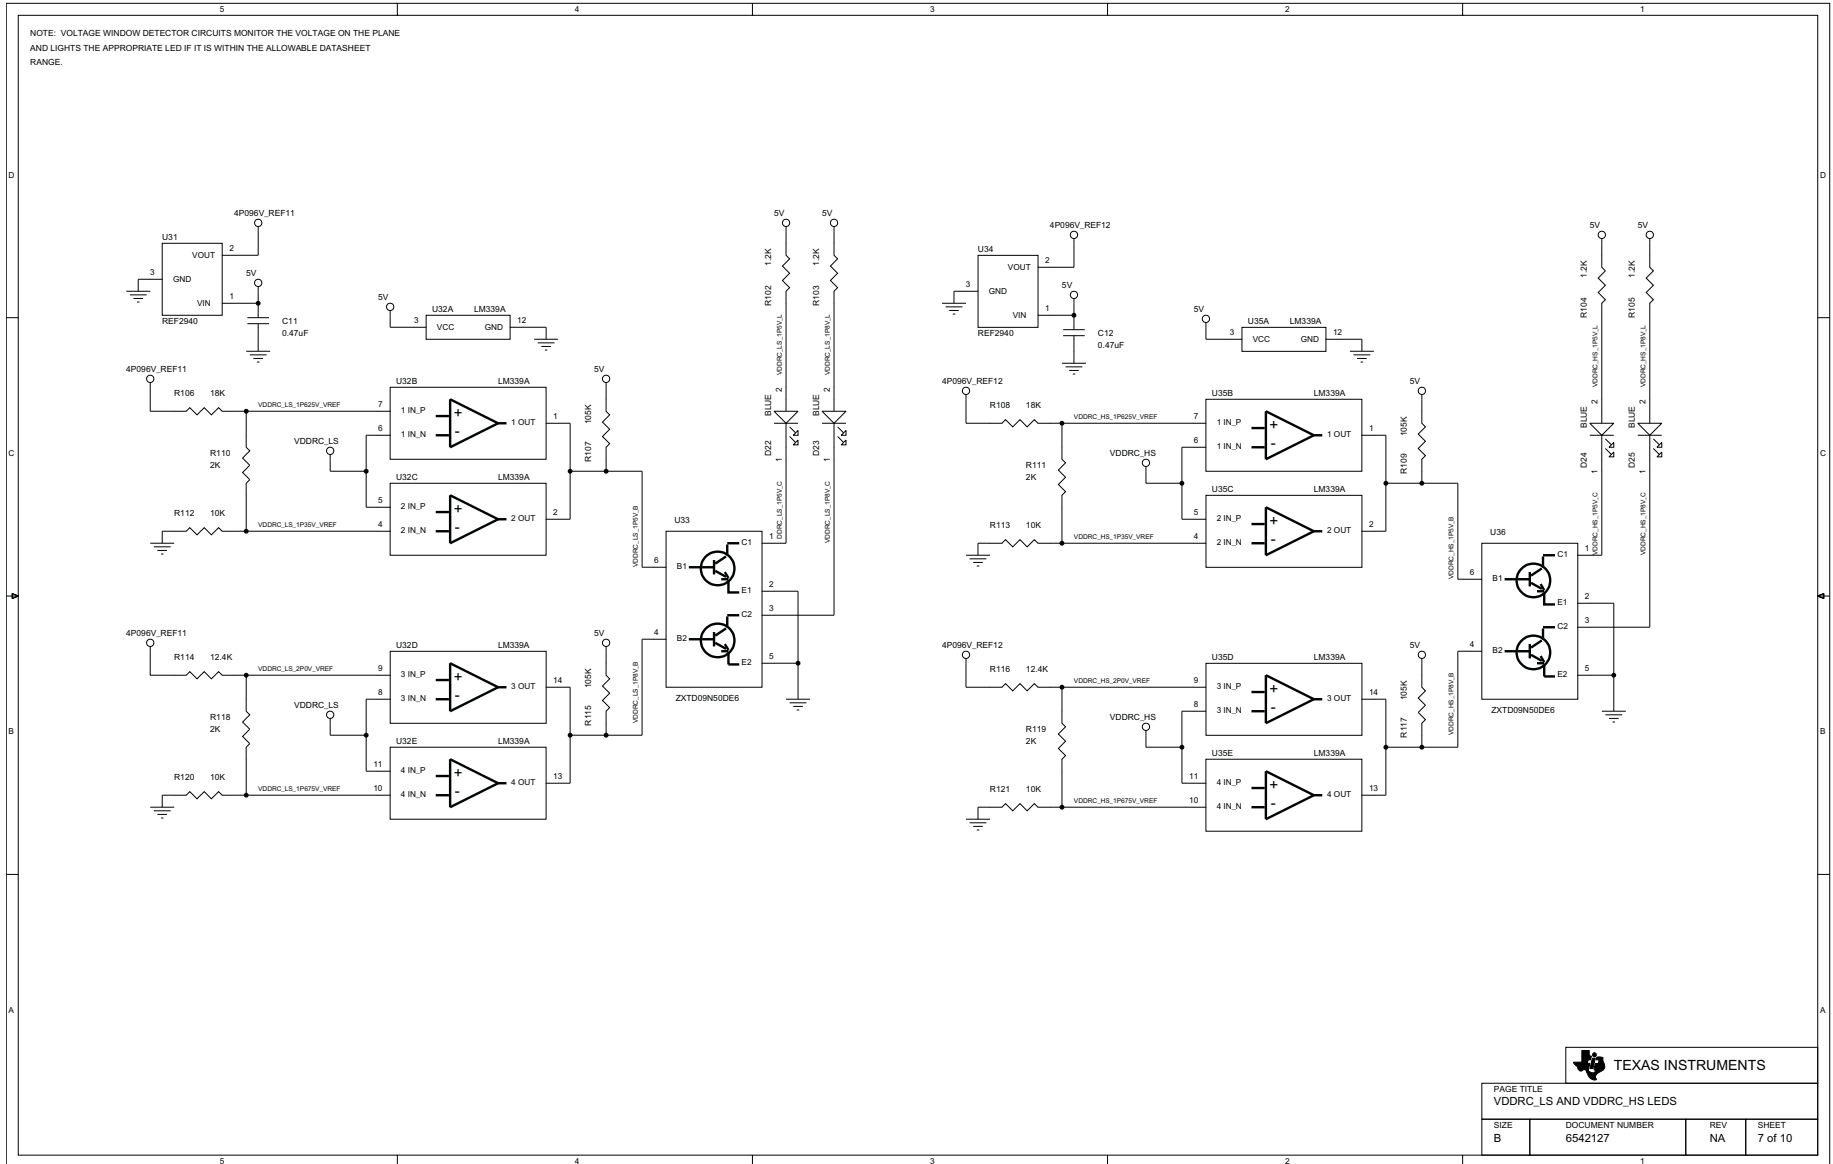 5 4 3 2 1
NOTE: VOLTAGE WINDOW DETECTOR CIRCUITS MONITOR THE VOLTAGE ON THE PLANE
AND LIGHTS THE APPROPRIATE LED IF IT IS WITHIN THE ALLOWABLE DATASHEET
RANGE.
D
C
B
A
D
C
B
A
4P096V_REF11
U31
VOUT 2
3 GND
5V
VIN 1
REF2940
C11
0.47uF
5V
U32A LM339A
3 VCC GND 12
4P096V_REF11
R106 18K
VDDRC_LS_1P625V_VREF
R110
2K
VDDRC_LS
R112 10K
VDDRC_LS_1P35V_VREF
U32B LM339A
7 1 IN_P
6 1 IN_N
+
-
1 OUT 1
U32C LM339A
5 2 IN_P
4 2 IN_N
+
-
2 OUT 2
5V
R107 105K
VDDRC_LS_1P5V_B
4P096V_REF11
R114 12.4K
VDDRC_LS_2P0V_VREF
R118
2K
VDDRC_LS
R120 10K
VDDRC_LS_1P675V_VREF
U32D LM339A
9 3 IN_P
8 3 IN_N
+
-
3 OUT 14
U32E LM339A
11 4 IN_P
10 4 IN_N
+
-
4 OUT 13
5V
R115 105K
VDDRC_LS_1P8V_B
5V 5V
R102 1.2K
R103 1.2K
VDDRC_LS_1P5V_L
VDDRC_LS_1P8V_L
D22 BLUE
2
1
D23 BLUE
2
1
DDRC_LS_1P5V_C
VDDRC_LS_1P8V_C
U33
6 B1
4 B2
C1 1
E1 2
C2 3
E2 5
ZXTD09N50DE6
4P096V_REF12
U34
VOUT 2
3 GND
5V
VIN 1
REF2940
C12
0.47uF
5V
U35A LM339A
3 VCC GND 12
4P096V_REF12
R108 18K
VDDRC_HS_1P625V_VREF
R111
2K
VDDRC_HS
R113 10K
VDDRC_HS_1P35V_VREF
U35B LM339A
7 1 IN_P
6 1 IN_N
+
-
1 OUT 1
U35C LM339A
5 2 IN_P
4 2 IN_N
+
-
2 OUT 2
5V
R109 105K
VDDRC_HS_1P5V_B
4P096V_REF12
R116 12.4K
VDDRC_HS_2P0V_VREF
R119
2K
VDDRC_HS
R121 10K
VDDRC_HS_1P675V_VREF
U35D LM339A
9 3 IN_P
8 3 IN_N
+
-
3 OUT 14
U35E LM339A
11 4 IN_P
10 4 IN_N
+
-
4 OUT 13
5V
R117 105K
VDDRC_HS_1P8V_B
5V 5V
R104 1.2K
R105 1.2K
VDDRC_HS_1P5V_L
VDDRC_HS_1P8V_L
D24 BLUE
2
1
D25 BLUE
2
1
VDDRC_HS_1P5V_C
VDDRC_HS_1P8V_C
U36
6 B1
4 B2
C1 1
E1 2
C2 3
E2 5
ZXTD09N50DE6
TEXAS INSTRUMENTS
PAGE TITLE
VDDRC_LS AND VDDRC_HS LEDS
SIZE DOCUMENT NUMBER REV SHEET
B 6542127 NA 7 of 10
5 4 3 2 1